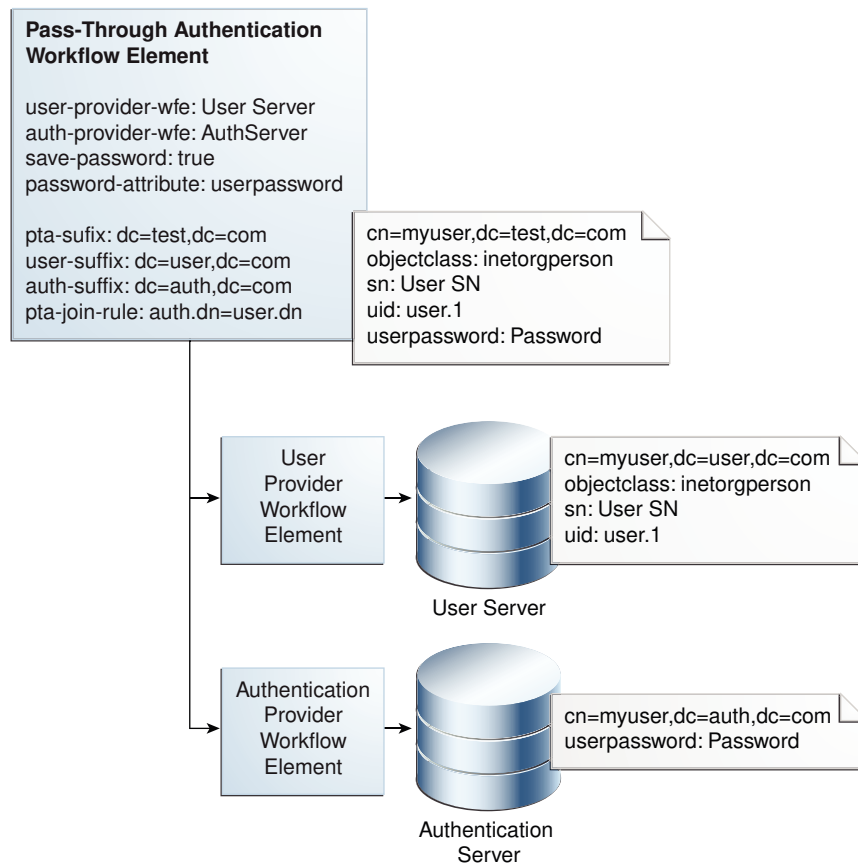 Pass-Through Authentication
Workflow Element
user-provider-wfe: User Server
auth-provider-wfe: AuthServer
save-password: true
password-attribute: userpassword
pta-sufix: dc=test,dc=com
user-suffix: dc=user,dc=com
auth-suffix: dc=auth,dc=com
pta-join-rule: auth.dn=user.dn
cn=myuser,dc=test,dc=com
objectclass: inetorgperson
sn: User SN
uid: user.1
userpassword: Password
User
Provider
Workflow
Element
User Server
cn=myuser,dc=user,dc=com
objectclass: inetorgperson
sn: User SN
uid: user.1
Authentication
Provider
Workflow
Element
Authentication
Server
cn=myuser,dc=auth,dc=com
userpassword: Password